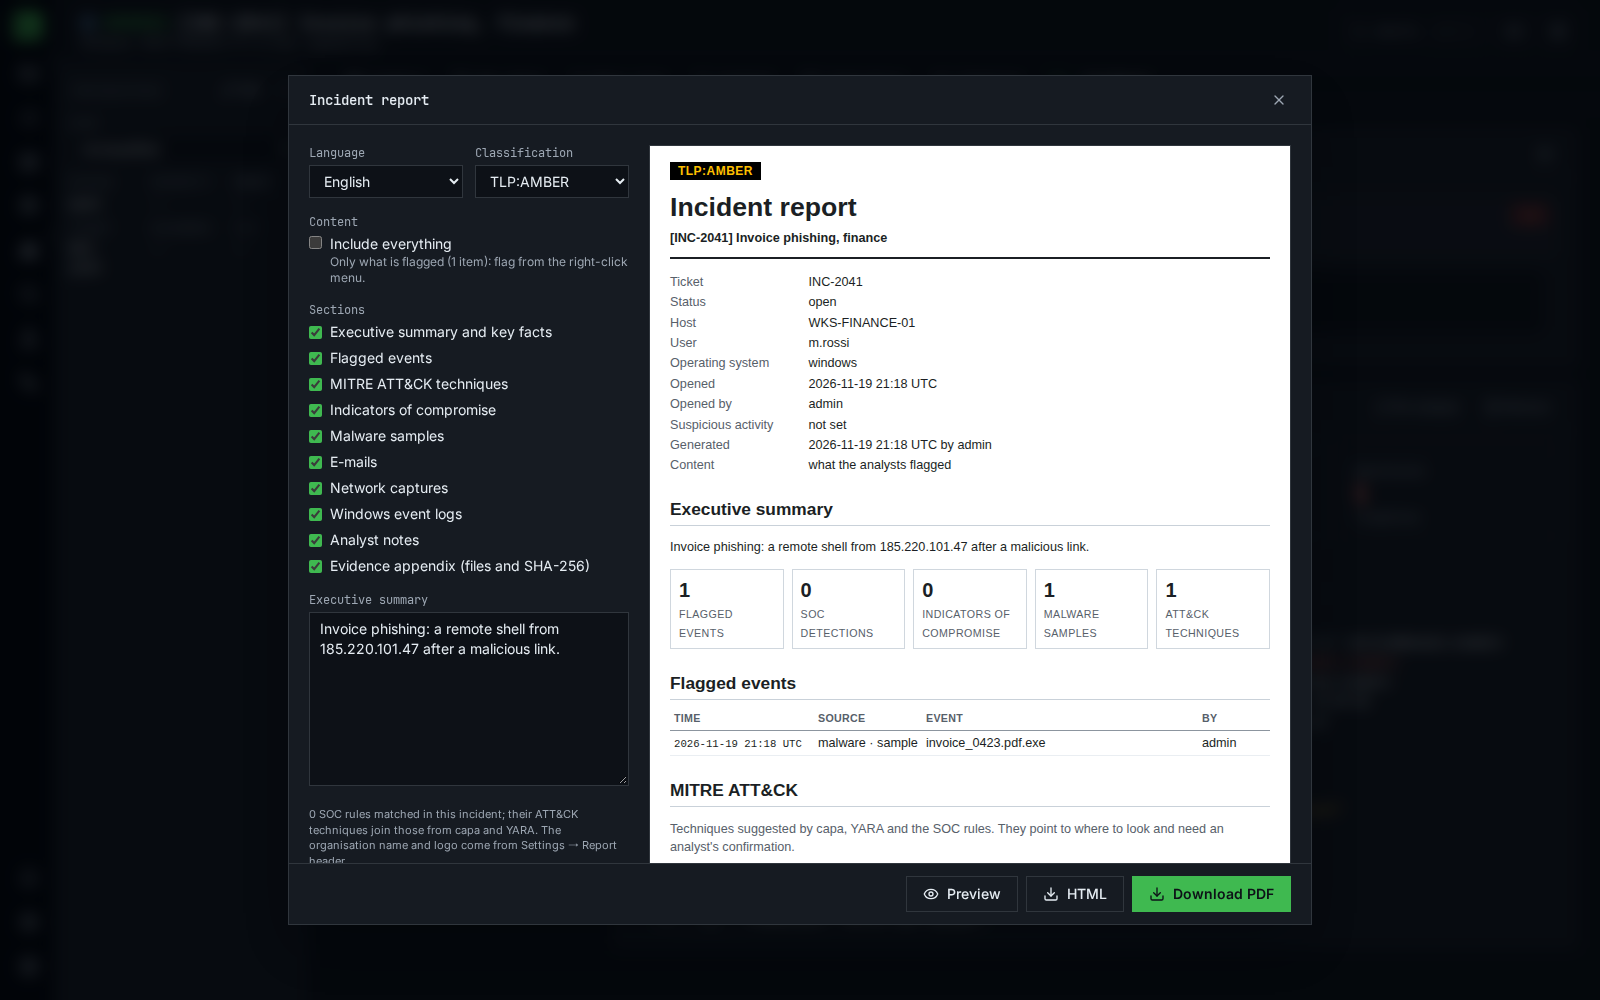 Incident report
Language
Classification
English
TLP:AMBER
Content
Include everything
Only what is flagged (1 item): flag from the right-click
menu.
Sections
Executive summary and key facts
Flagged events
MITRE ATT&CK techniques
Indicators of compromise
Malware samples
E-mails
Network captures
Windows event logs
Analyst notes
Evidence appendix (files and SHA-256)
Executive summary
Invoice phishing: a remote shell from
185.220.101.47 after a malicious link.
0 SOC rules matched in this incident; their ATT&CK
techniques join those from capa and YARA. The
organisation name and logo come from Settings → Report
header.
TLP:AMBER
Incident report
[INC-2041] Invoice phishing, finance
Ticket INC-2041
Status open
Host WKS-FINANCE-01
User m.rossi
Operating system windows
Opened 2026-11-19 21:18 UTC
Opened by admin
Suspicious activity not set
Generated 2026-11-19 21:18 UTC by admin
Content what the analysts flagged
Executive summary
Invoice phishing: a remote shell from 185.220.101.47 after a malicious link.
1 0 0 1 1
FLAGGED SOC INDICATORS OF MALWARE ATT&CK
EVENTS DETECTIONS COMPROMISE SAMPLES TECHNIQUES
Flagged events
TIME SOURCE EVENT BY
2026-11-19 21:18 UTC malware · sample invoice_0423.pdf.exe admin
MITRE ATT&CK
Techniques suggested by capa, YARA and the SOC rules. They point to where to look and need an
analyst's confirmation.
Preview HTML Download PDF